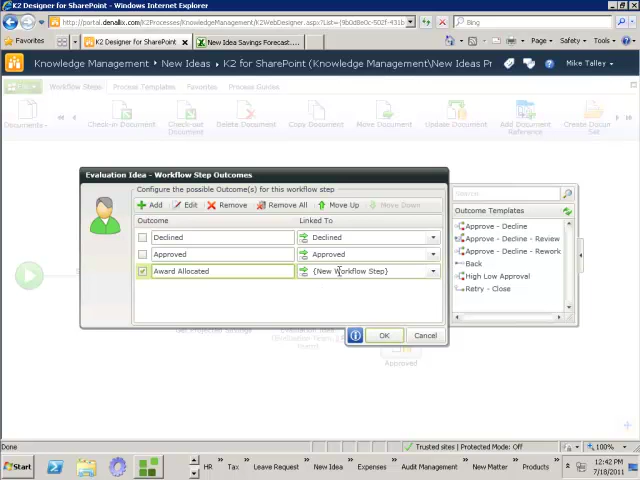 K2 Designer for SharePoint - Windows Internet Explorer
http://portal.denallix.com/K2Processes/KnowledgeManagement/K2WebDesigner.aspx?List={9b0d8e0c-502f-431b
Bing
Favorites
K2 Designer for SharePoint
New Idea Savings Forecast....
Page
Safety
Tools
Knowledge Management
New Ideas
K2 for SharePoint (Knowledge Management\New Ideas Pr
Mike Talley
File
Workflow Steps
Process Templates
Favorites
Process Guides
Documents
Check-in Document
Check-out Document
Delete Document
Copy Document
Move Document
Update Document
Add Document Reference
Create Document Set
Evaluation Idea - Workflow Step Outcomes
Configure the possible Outcome(s) for this workflow step
Add
Edit
Remove
Remove All
Move Up
Move Down
Outcome
Linked To
Declined
Declined
Approved
Approved
Award Allocated
{New Workflow Step}
OK
Cancel
Search
Outcome Templates
Approve - Decline
Approve - Decline - Review
Approve - Decline - Rework
Back
High Low Approval
Retry - Close
Approved
Done
Trusted sites | Protected Mode: Off
100%
Start
HR
Tax
Leave Request
New Idea
Expenses
Audit Management
New Matter
Products
12:42 PM
7/18/2011